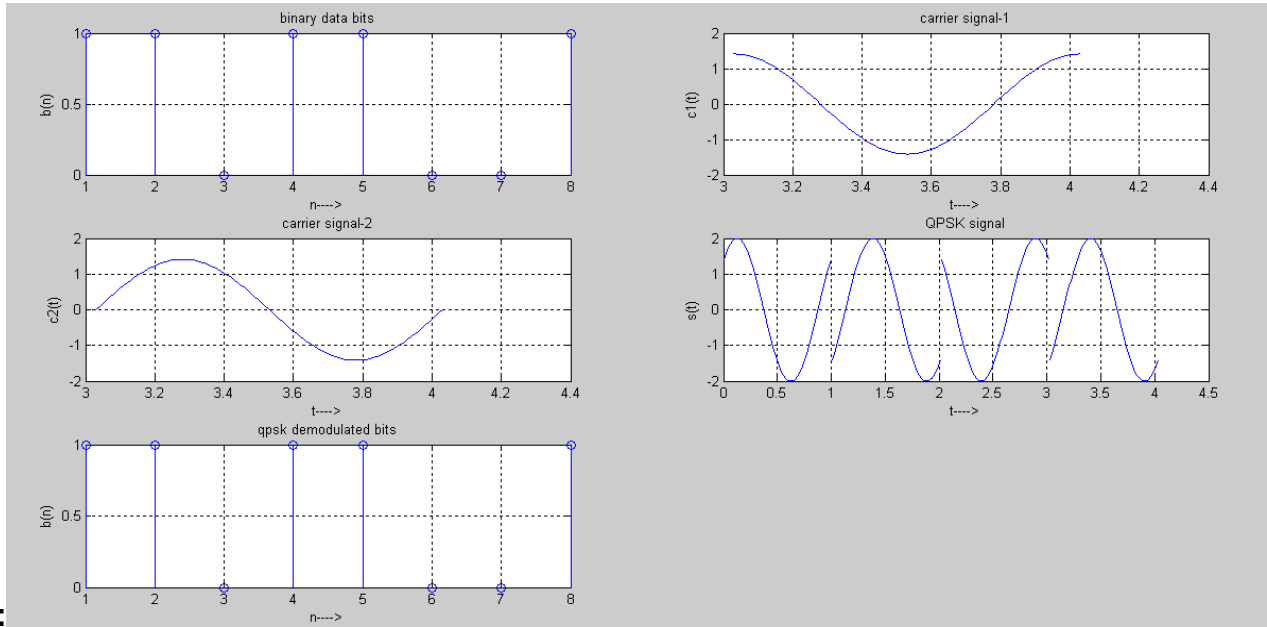 binary data bits
1
0.5
0
b(n)
1 2 3 4 5 6 7 8
n---->
carrier signal-1
2
1
0
-1
-2
c1(t)
3 3.2 3.4 3.6 3.8 4 4.2 4.4
t---->
carrier signal-2
2
1
0
-1
-2
c2(t)
3 3.2 3.4 3.6 3.8 4 4.2 4.4
t---->
QPSK signal
2
1
0
-1
-2
s(t)
0 0.5 1 1.5 2 2.5 3 3.5 4 4.5
t---->
qpsk demodulated bits
1
0.5
0
b(n)
1 2 3 4 5 6 7 8
n---->
: